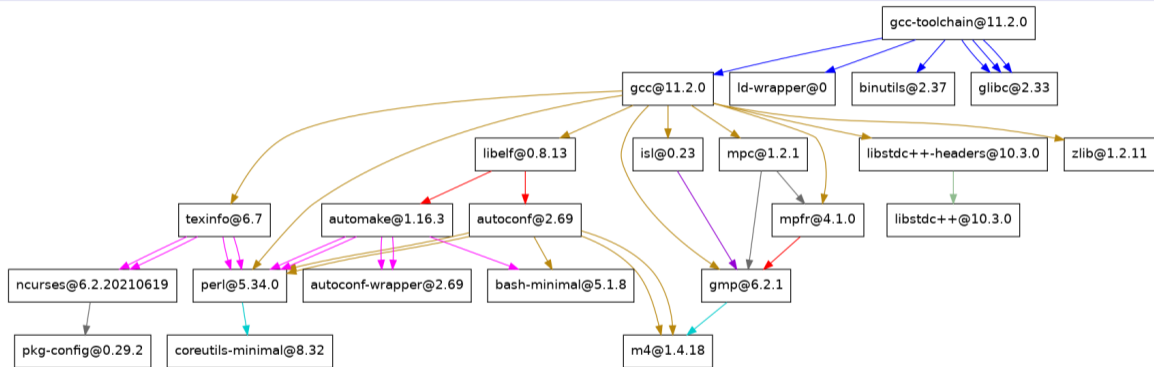 gcc-toolchain@11.2.0
gcc@11.2.0
ld-wrapper@0
binutils@2.37
glibc@2.33
libelf@0.8.13
isl@0.23
mpc@1.2.1
libstdc++-headers@10.3.0
zlib@1.2.11
texinfo@6.7
automake@1.16.3
autoconf@2.69
mpfr@4.1.0
libstdc++@10.3.0
ncurses@6.2.20210619
perl@5.34.0
autoconf-wrapper@2.69
bash-minimal@5.1.8
gmp@6.2.1
pkg-config@0.29.2
coreutils-minimal@8.32
m4@1.4.18